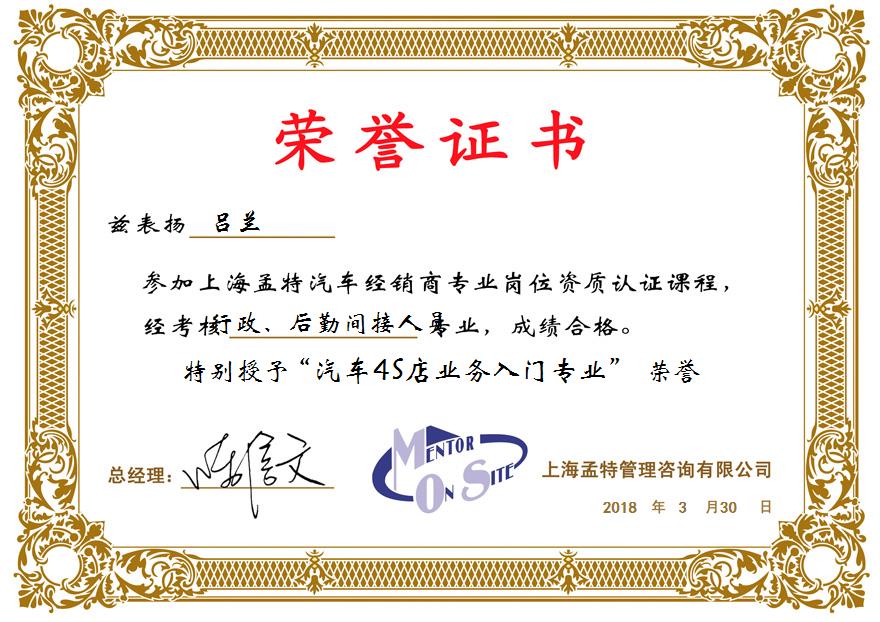 荣誉证书
兹表扬 吕兰
参加上海孟特汽车经销商专业岗位资质认证课程，
经考核行政、后勤间接人员专业，成绩合格。
特别授予“汽车4S店业务入门专业” 荣誉
总经理：
MENTOR
ON SITE
上海孟特管理咨询有限公司
2018 年 3 月30 日